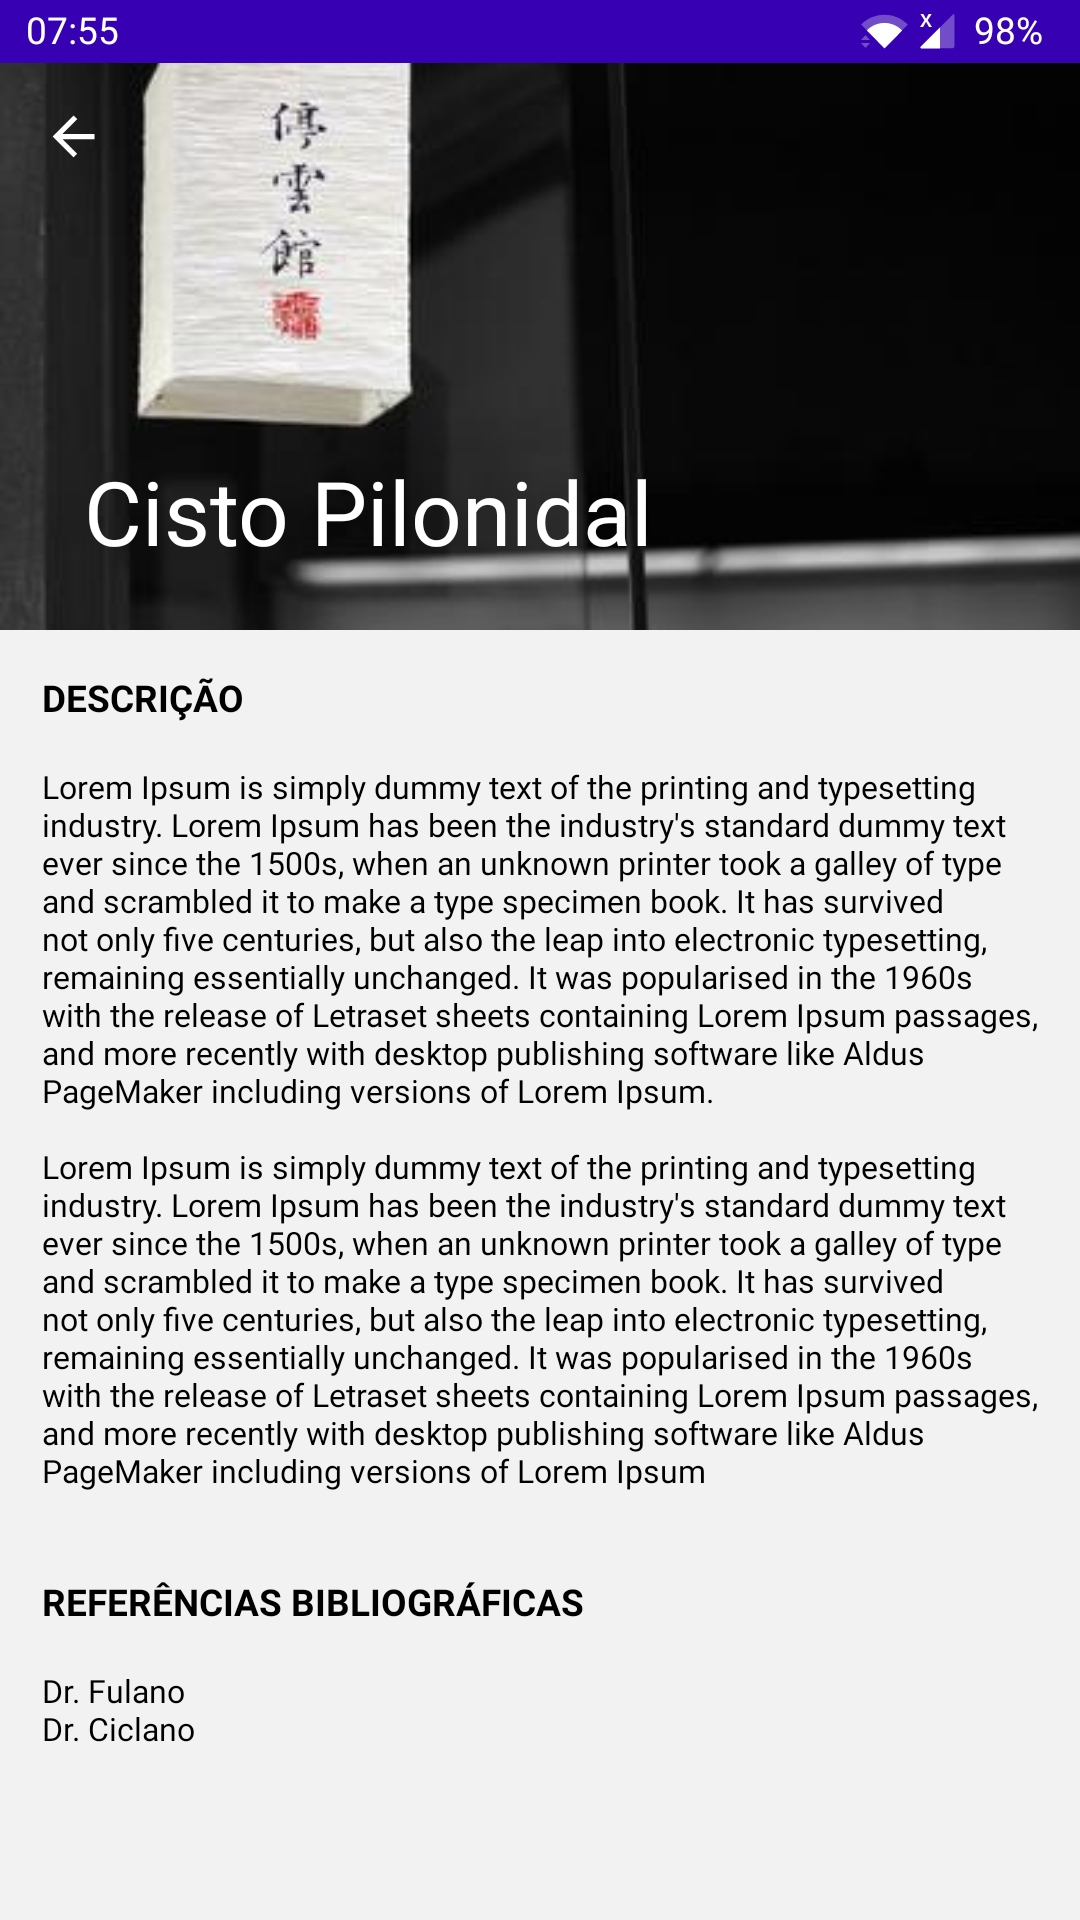 07:55
98%
停
雲
館
Cisto Pilonidal
DESCRIÇÃO
Lorem Ipsum is simply dummy text of the printing and typesetting
industry. Lorem Ipsum has been the industry's standard dummy text
ever since the 1500s, when an unknown printer took a galley of type
and scrambled it to make a type specimen book. It has survived
not only five centuries, but also the leap into electronic typesetting,
remaining essentially unchanged. It was popularised in the 1960s
with the release of Letraset sheets containing Lorem Ipsum passages,
and more recently with desktop publishing software like Aldus
PageMaker including versions of Lorem Ipsum.
Lorem Ipsum is simply dummy text of the printing and typesetting
industry. Lorem Ipsum has been the industry's standard dummy text
ever since the 1500s, when an unknown printer took a galley of type
and scrambled it to make a type specimen book. It has survived
not only five centuries, but also the leap into electronic typesetting,
remaining essentially unchanged. It was popularised in the 1960s
with the release of Letraset sheets containing Lorem Ipsum passages,
and more recently with desktop publishing software like Aldus
PageMaker including versions of Lorem Ipsum
REFERÊNCIAS BIBLIOGRÁFICAS
Dr. Fulano
Dr. Ciclano